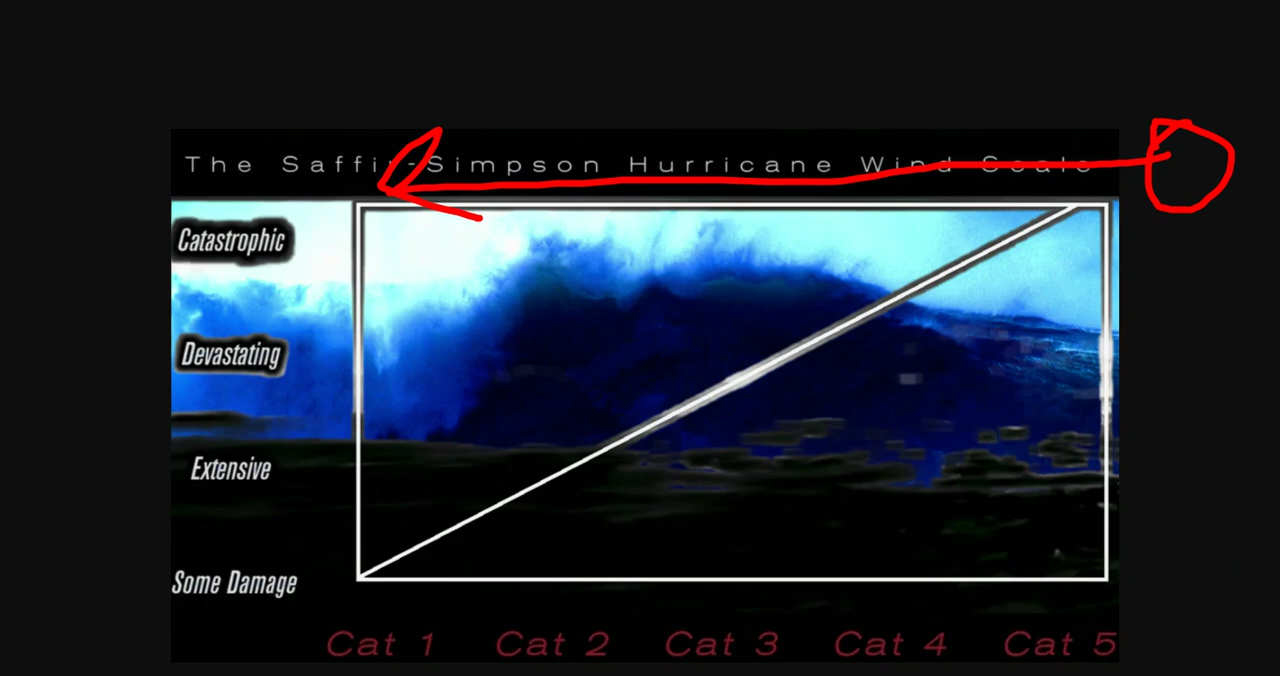 The Saffir-Simpson Hurricane Wind Scale
Catastrophic
Devastating
Extensive
Some Damage
Cat 1 Cat 2 Cat 3 Cat 4 Cat 5